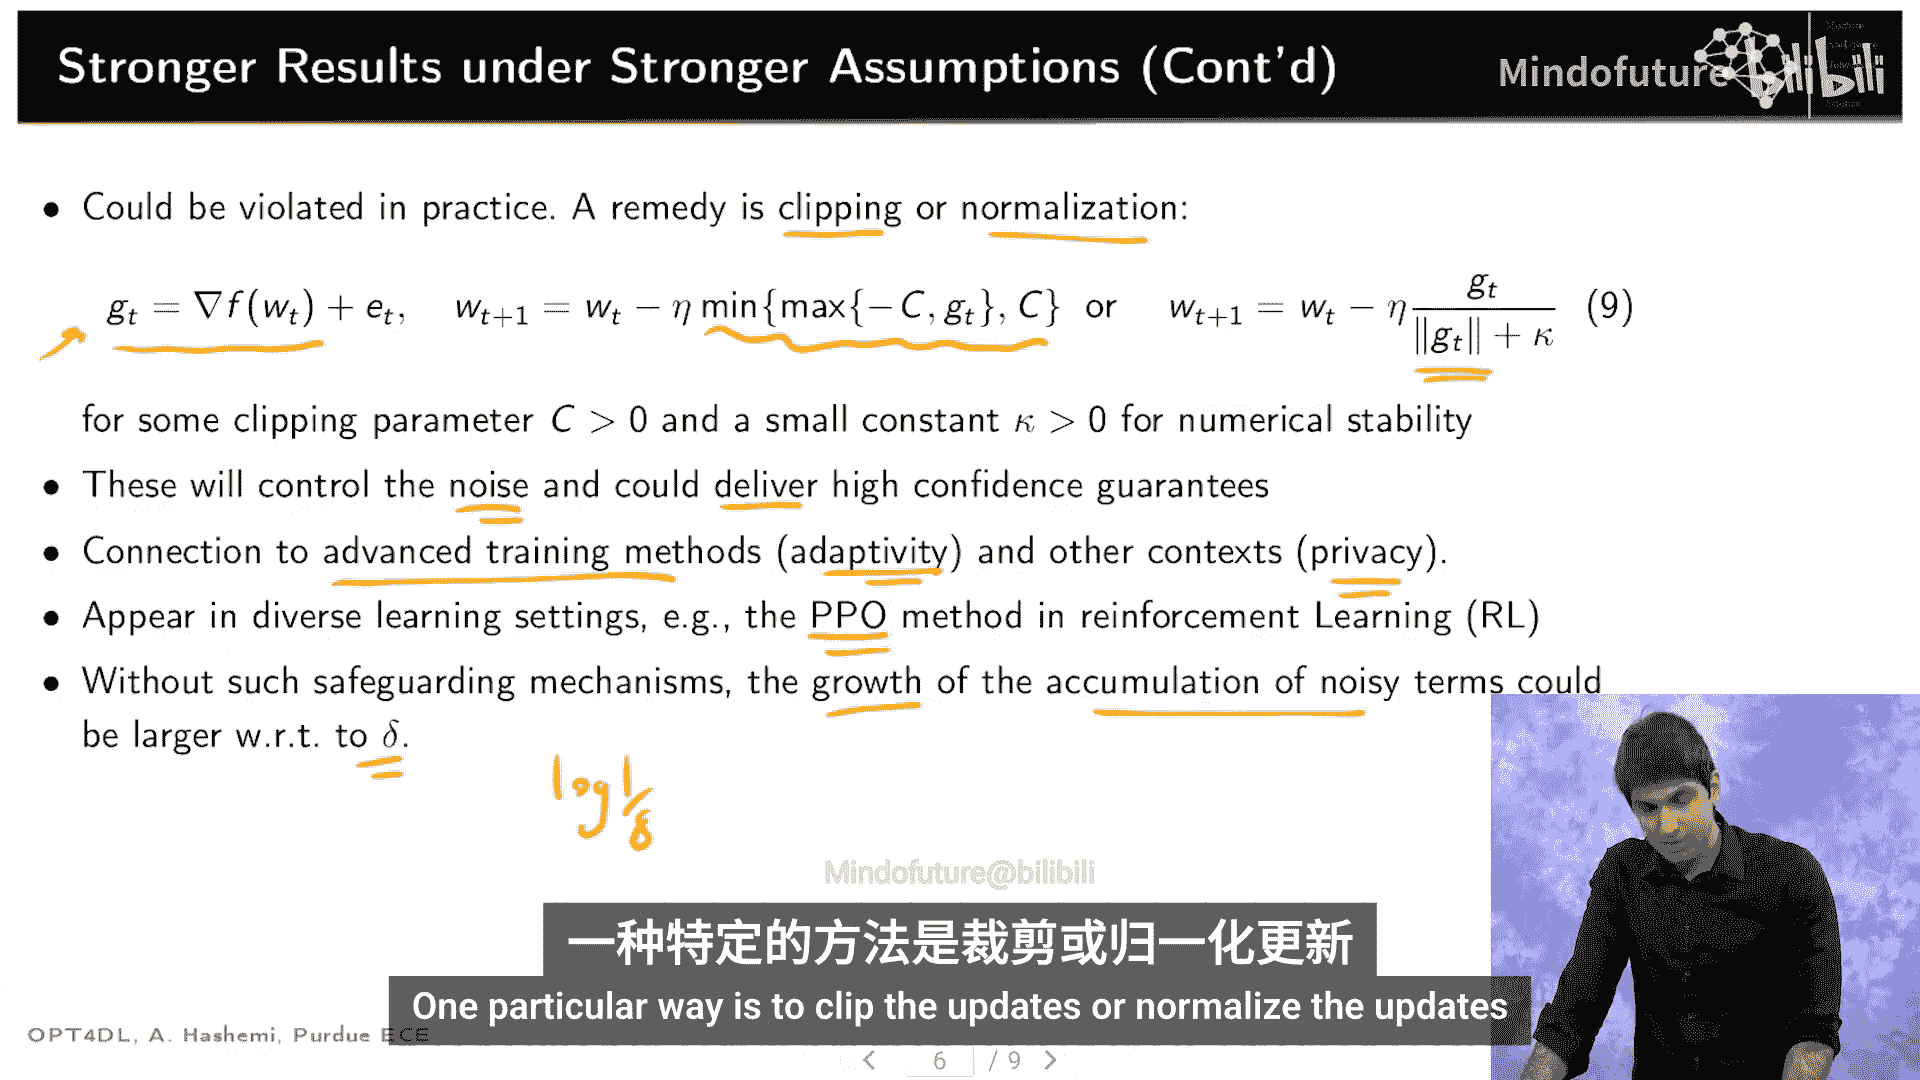 Stronger Results under Stronger Assumptions (Cont'd)
Mindofuture bilibili
• Could be violated in practice. A remedy is clipping or normalization:
g_t = ∇f(w_t) + e_t, w_{t+1} = w_t − η min{max{−C, g_t}, C} or w_{t+1} = w_t − η g_t / (‖g_t‖ + κ) (9)
for some clipping parameter C > 0 and a small constant κ > 0 for numerical stability
• These will control the noise and could deliver high confidence guarantees
• Connection to advanced training methods (adaptivity) and other contexts (privacy).
• Appear in diverse learning settings, e.g., the PPO method in reinforcement Learning (RL)
• Without such safeguarding mechanisms, the growth of the accumulation of noisy terms could
be larger w.r.t. to δ.
log 1/δ
Mindofuture@bilibili
一种特定的方法是裁剪或归一化更新
One particular way is to clip the updates or normalize the updates
OPT4DL, A. Hashemi, Purdue ECE
6 / 9